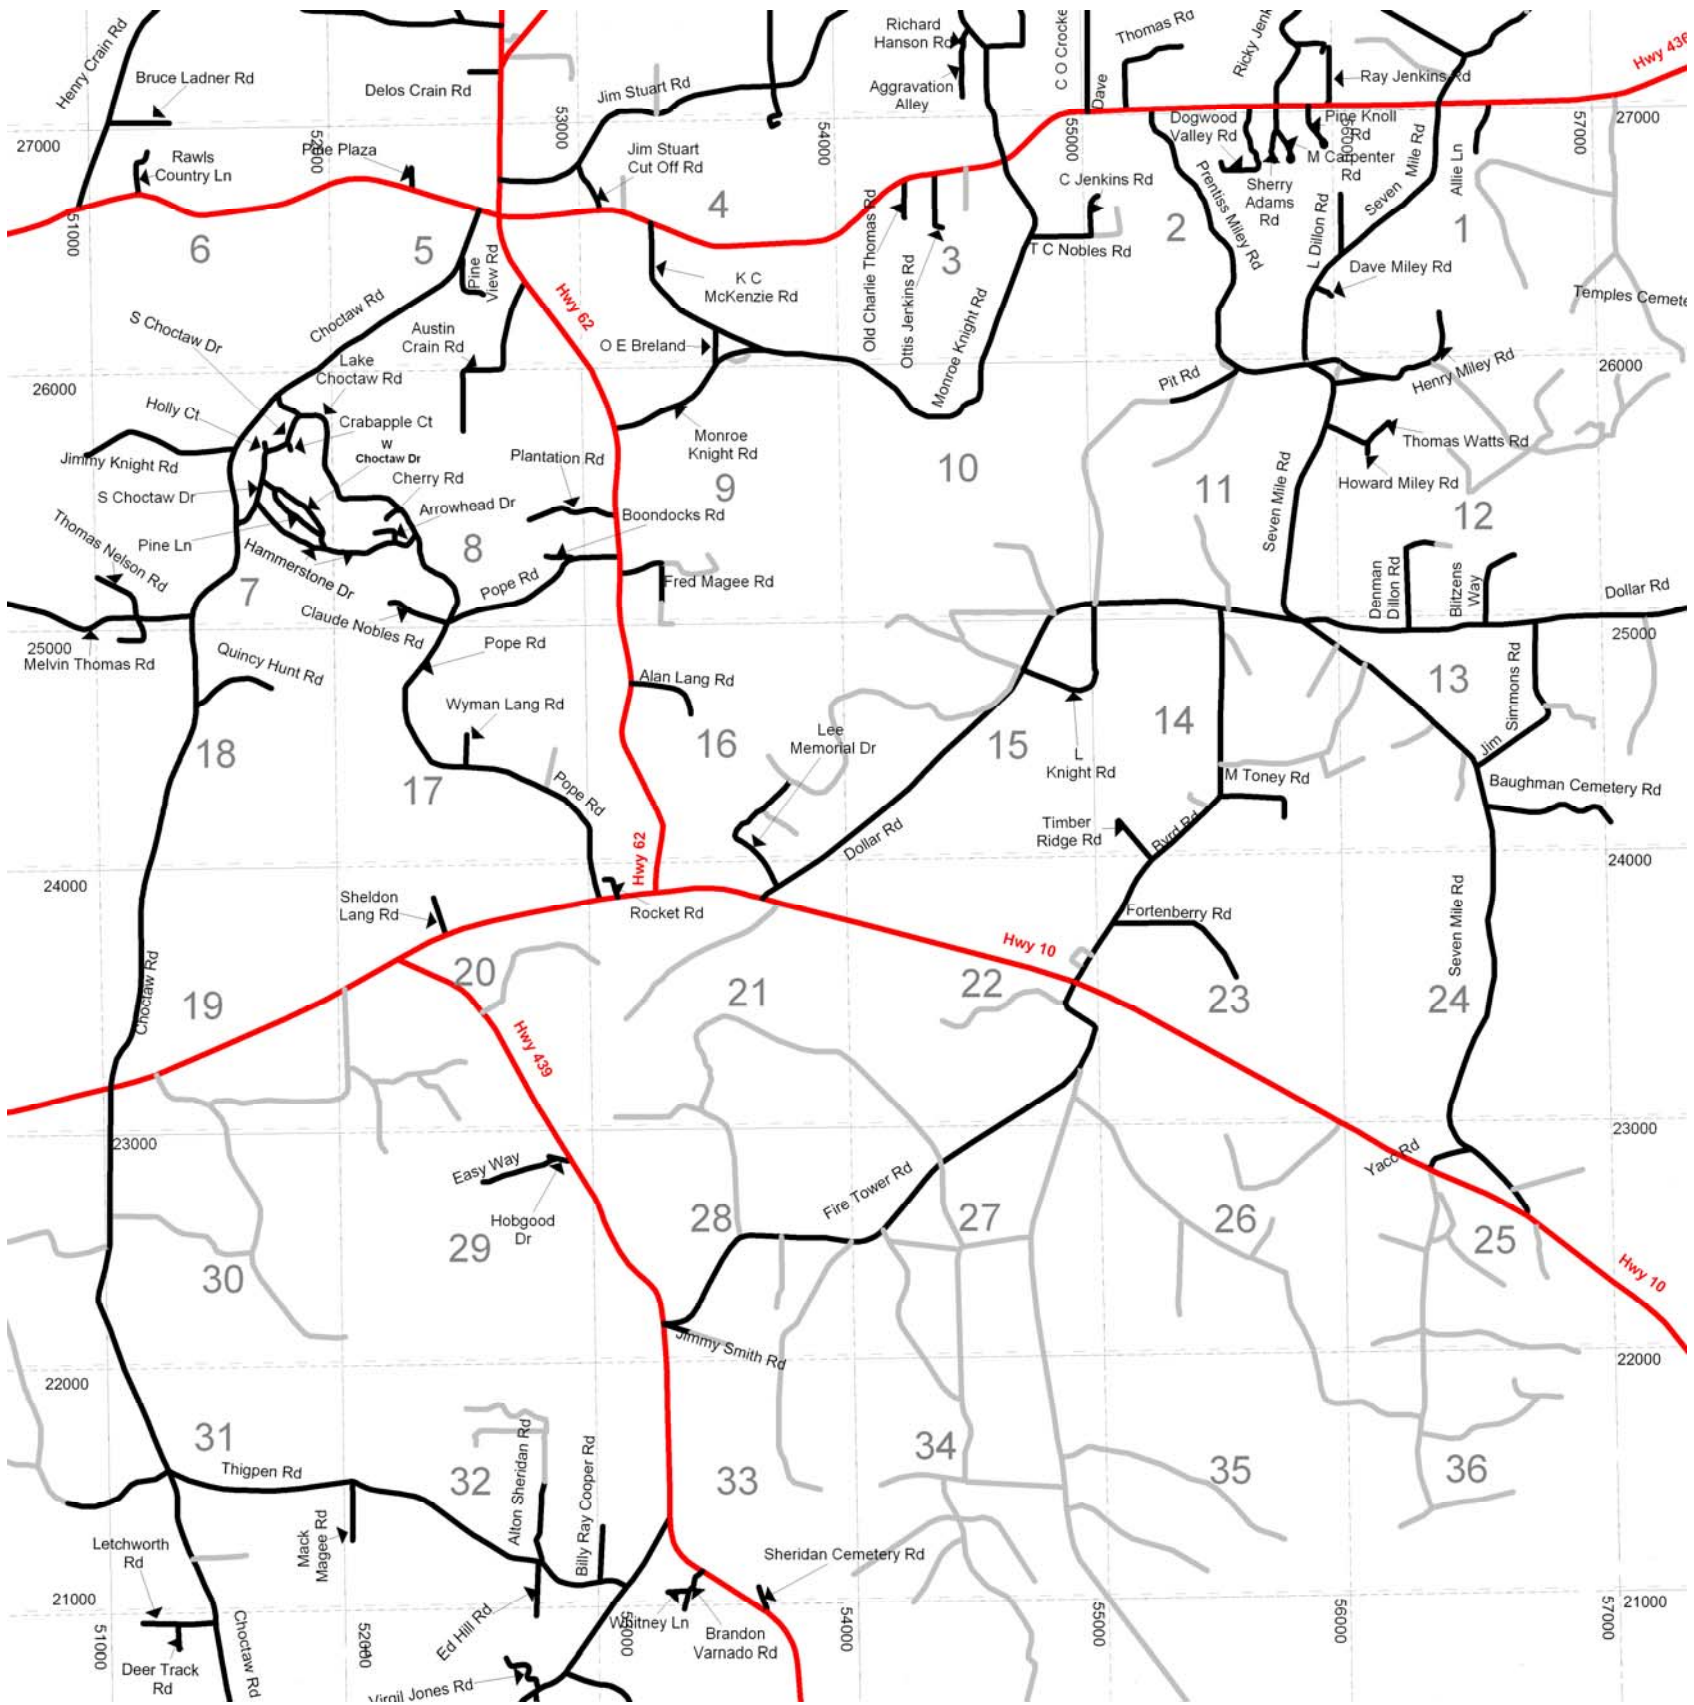 Henry Crain Rd
Bruce Ladner Rd
Delos Crain Rd
Jim Stuart Rd
Richard
Hanson Rd
Aggravation
Alley
C O Crocke
Dave
Thomas Rd
Ricky Jenk
Ray Jenkins Rd
Hwy 436
27000
Rawls
Country Ln
Pine Plaza
52000
53000
Jim Stuart
Cut Off Rd
54000
55000
C Jenkins Rd
Dogwood
Valley Rd
Pine Knoll
Rd
56000
M Carpenter
Rd
Sherry
Adams
Rd
Seven Mile Rd
Allie Ln
57000
27000
51000
6
5
4
3
2
1
Pine
View Rd
Hwy 62
K C
McKenzie Rd
Old Charlie Thomas Rd
Ottis Jenkins Rd
T C Nobles Rd
Prentiss Miley Rd
L Dillon Rd
Dave Miley Rd
Temples Cemete
S Choctaw Dr
Choctaw Rd
Austin
Crain Rd
O E Breland
Monroe Knight Rd
26000
Lake
Choctaw Rd
Pit Rd
Henry Miley Rd
26000
Holly Ct
Crabapple Ct
W
Choctaw Dr
Jimmy Knight Rd
Plantation Rd
Monroe
Knight Rd
Thomas Watts Rd
Howard Miley Rd
S Choctaw Dr
Cherry Rd
Arrowhead Dr
9
10
11
12
Seven Mile Rd
Boondocks Rd
Thomas Nelson Rd
Pine Ln
Hammerstone Dr
8
7
Pope Rd
Fred Magee Rd
Denman
Dillon Rd
Blitzens
Way
Dollar Rd
Claude Nobles Rd
25000
Melvin Thomas Rd
Quincy Hunt Rd
Pope Rd
Alan Lang Rd
25000
13
Jim Simmons Rd
Wyman Lang Rd
18
17
16
Lee
Memorial Dr
15
14
L
Knight Rd
M Toney Rd
Baughman Cemetery Rd
Pope Rd
Hwy 62
Dollar Rd
Timber
Ridge Rd
Byrd Rd
24000
24000
Sheldon
Lang Rd
Rocket Rd
Fortenberry Rd
Seven Mile Rd
Hwy 10
Choctaw Rd
19
20
21
22
23
24
Hwy 439
23000
23000
Easy Way
Yacc Rd
Hobgood
Dr
Fire Tower Rd
30
29
28
27
26
25
Hwy 10
Jimmy Smith Rd
22000
22000
31
32
33
34
35
36
Thigpen Rd
Alton Sheridan Rd
Billy Ray Cooper Rd
Mack
Magee Rd
Letchworth
Rd
Sheridan Cemetery Rd
21000
21000
51000
52000
53000
54000
55000
56000
57000
Ed Hill Rd
Whitney Ln
Brandon
Varnado Rd
Choctaw Rd
Deer Track
Rd
Virgil Jones Rd